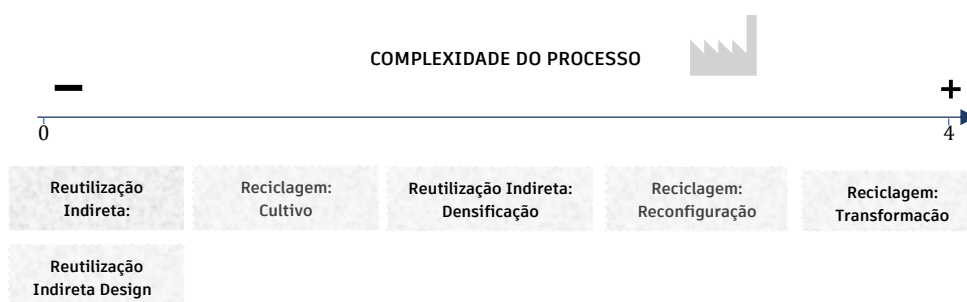 COMPLEXIDADE DO PROCESSO
− +
0 4
Reutilização
Indireta:
Reciclagem:
Cultivo
Reutilização Indireta:
Densificação
Reciclagem:
Reconfiguração
Reciclagem:
Transformação
Reutilização
Indireta Design